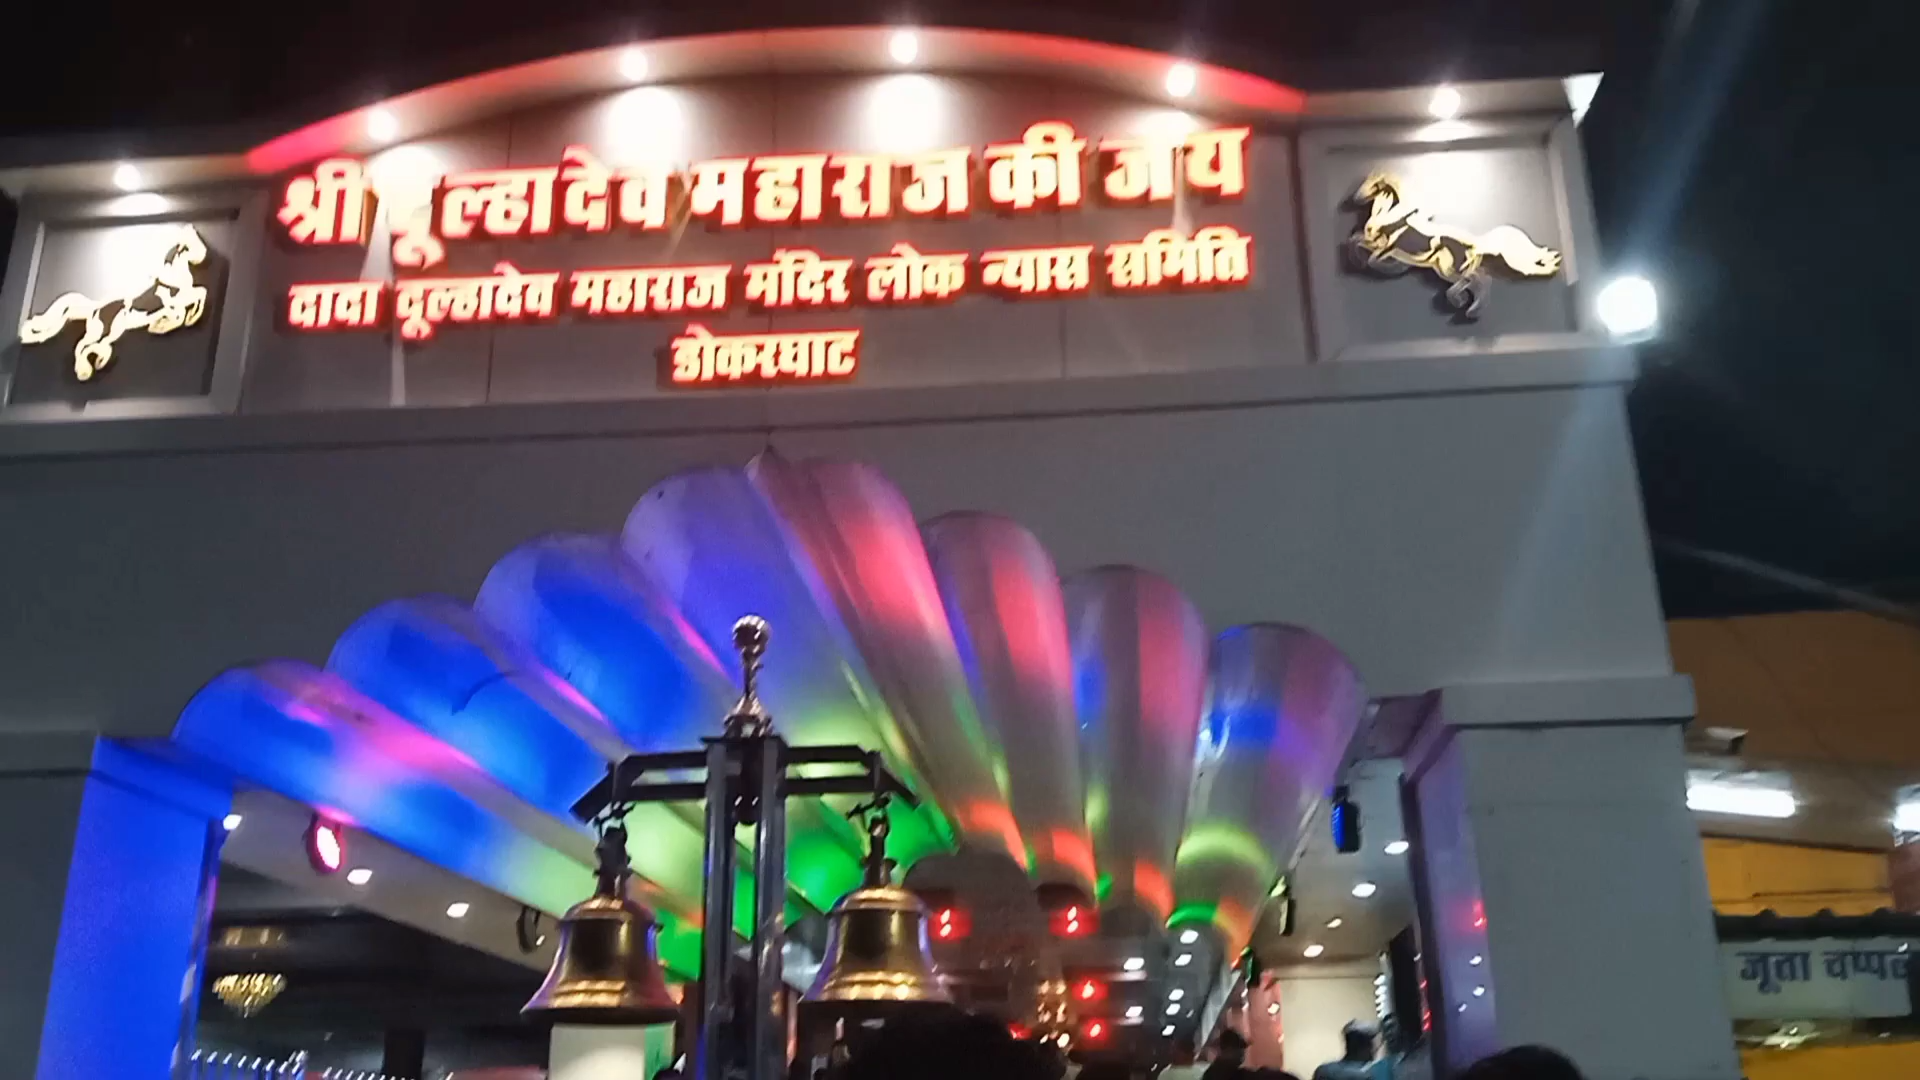 श्री दूल्हादेव महाराज की जय
दादा दूल्हादेव महाराज मंदिर लोक न्यास समिति
डोकरघाट
जूता चप्पल